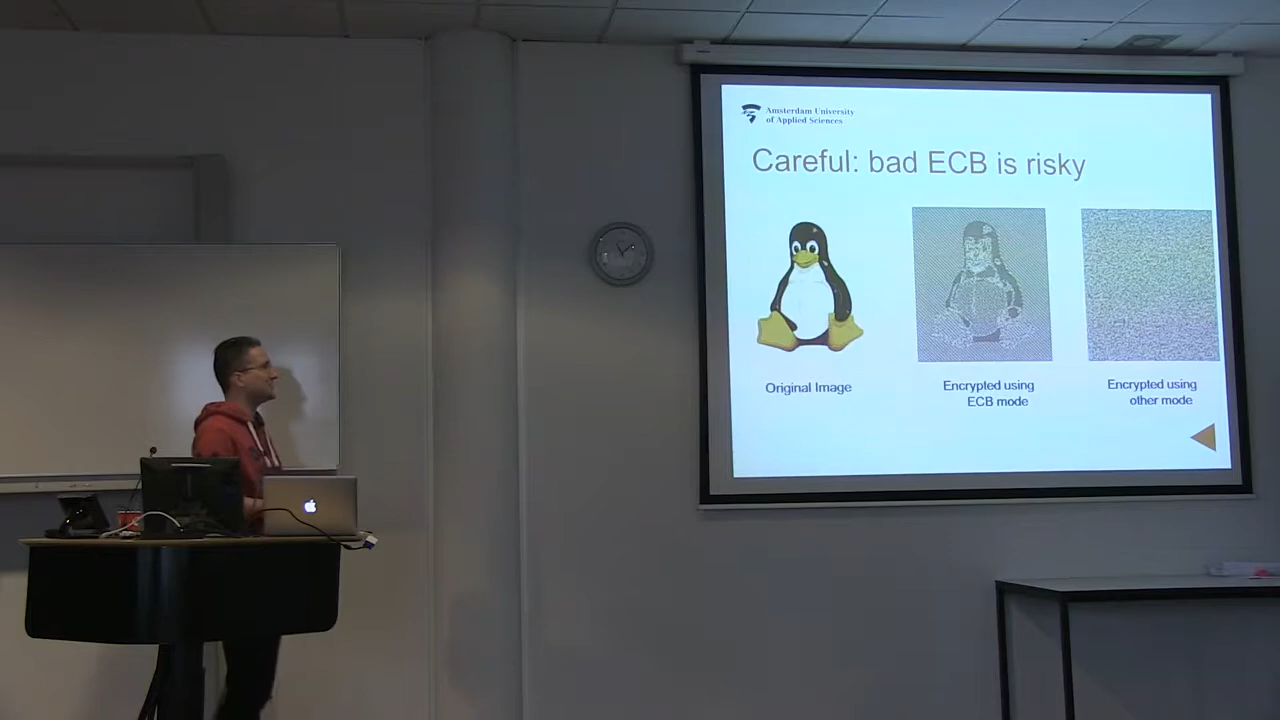 Amsterdam University
of Applied Sciences
Careful: bad ECB is risky
Original Image
Encrypted using
ECB mode
Encrypted using
other mode